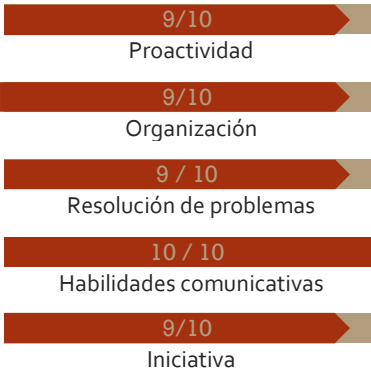 9/10
Proactividad
9/10
Organización
9 / 10
Resolución de problemas
10 / 10
Habilidades comunicativas
9/10
Iniciativa